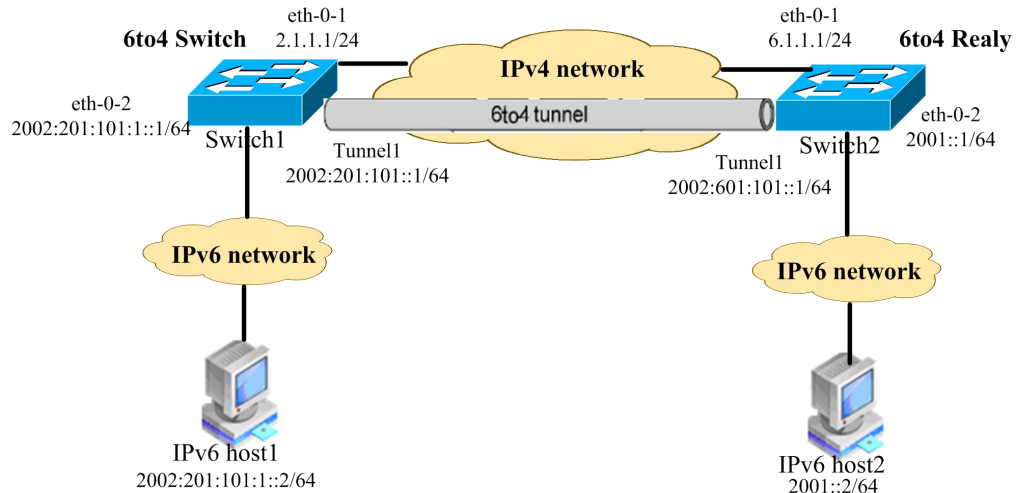 eth-0-1
2.1.1.1/24
6to4 Switch
eth-0-1
6.1.1.1/24
6to4 Realy
IPv4 network
6to4 tunnel
eth-0-2
2002:201:101:1::1/64
Switch1
Tunnel1
2002:201:101::1/64
Tunnel1
2002:601:101::1/64
Switch2
eth-0-2
2001::1/64
IPv6 network
IPv6 network
IPv6 host1
2002:201:101:1::2/64
IPv6 host2
2001::2/64